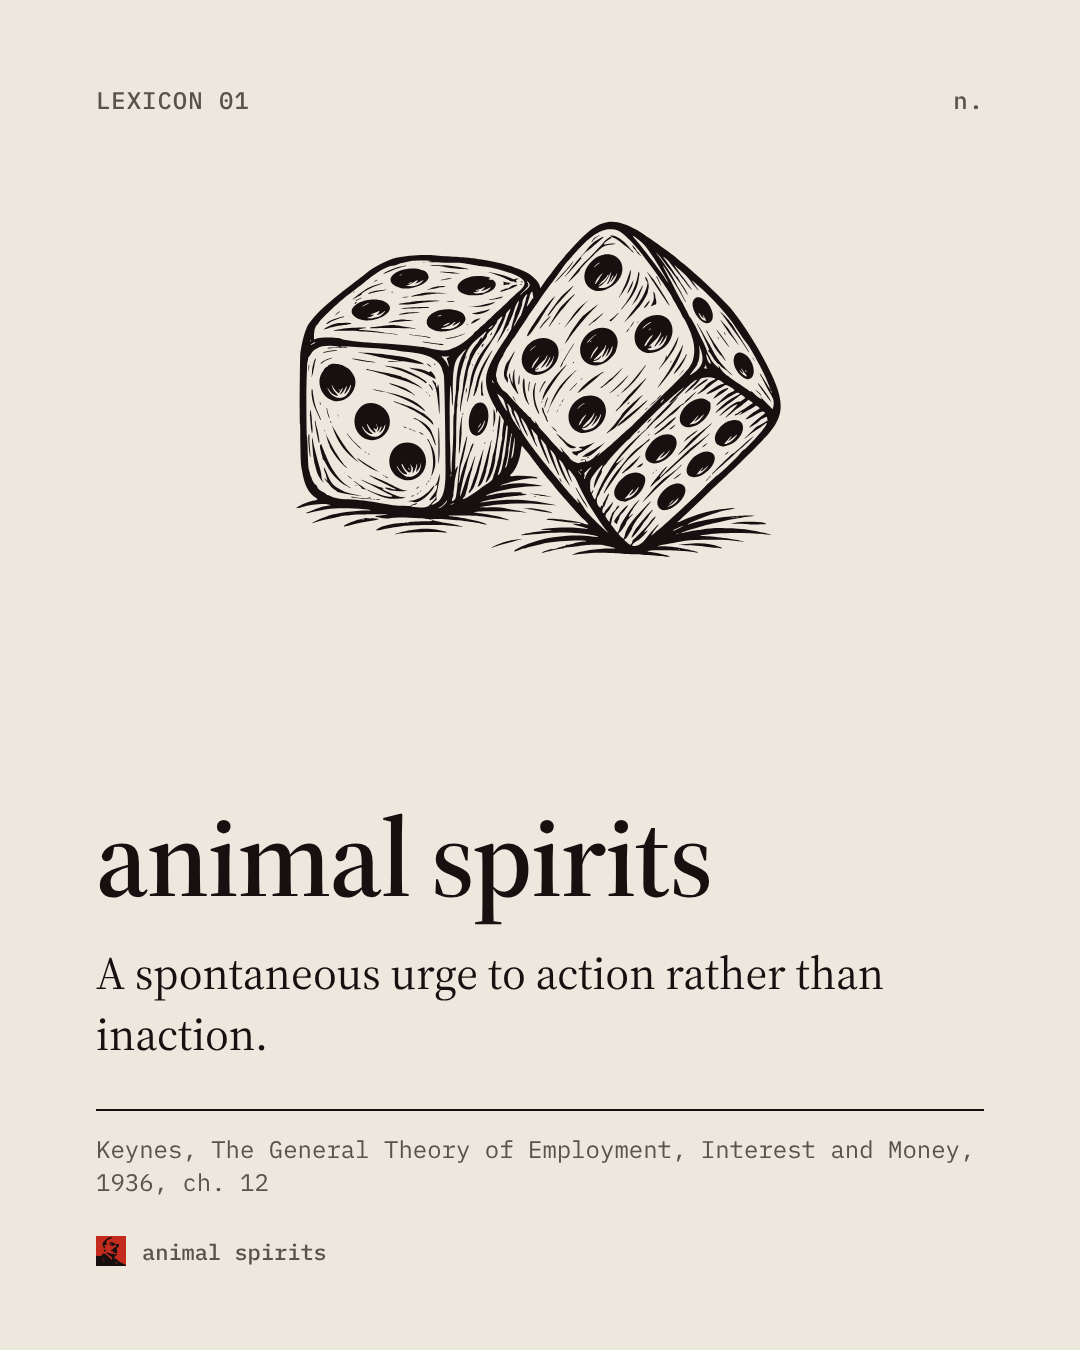 LEXICON 01
n.
animal spirits
A spontaneous urge to action rather than
inaction.
Keynes, The General Theory of Employment, Interest and Money,
1936, ch. 12
animal spirits